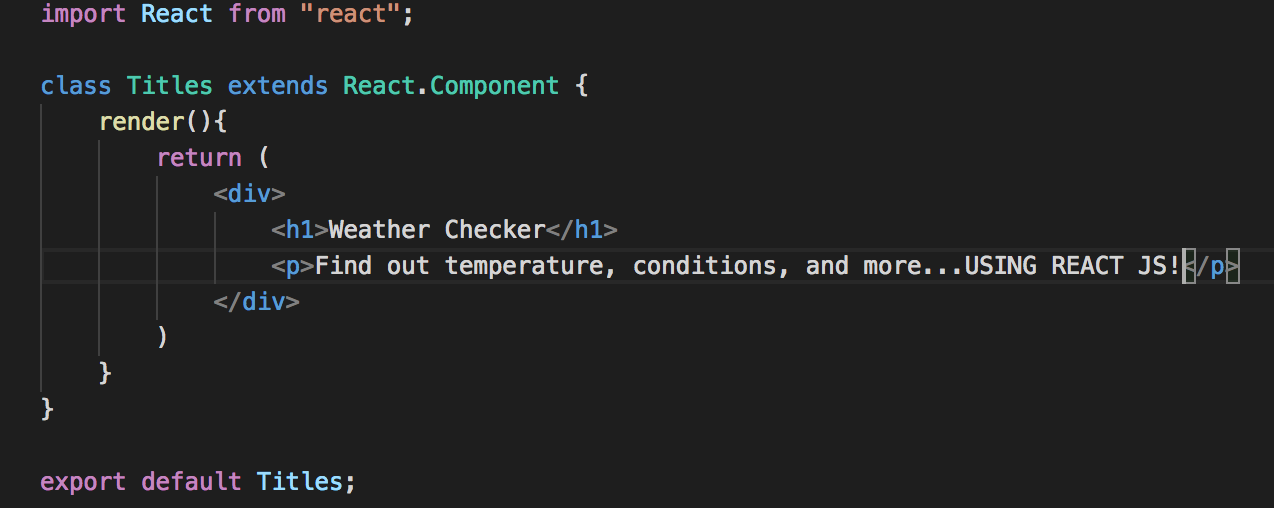 import React from "react";
class Titles extends React.Component {
render(){
return (
<div>
<h1>Weather Checker</h1>
<p>Find out temperature, conditions, and more...USING REACT JS!</p>
</div>
)
}
}
export default Titles;